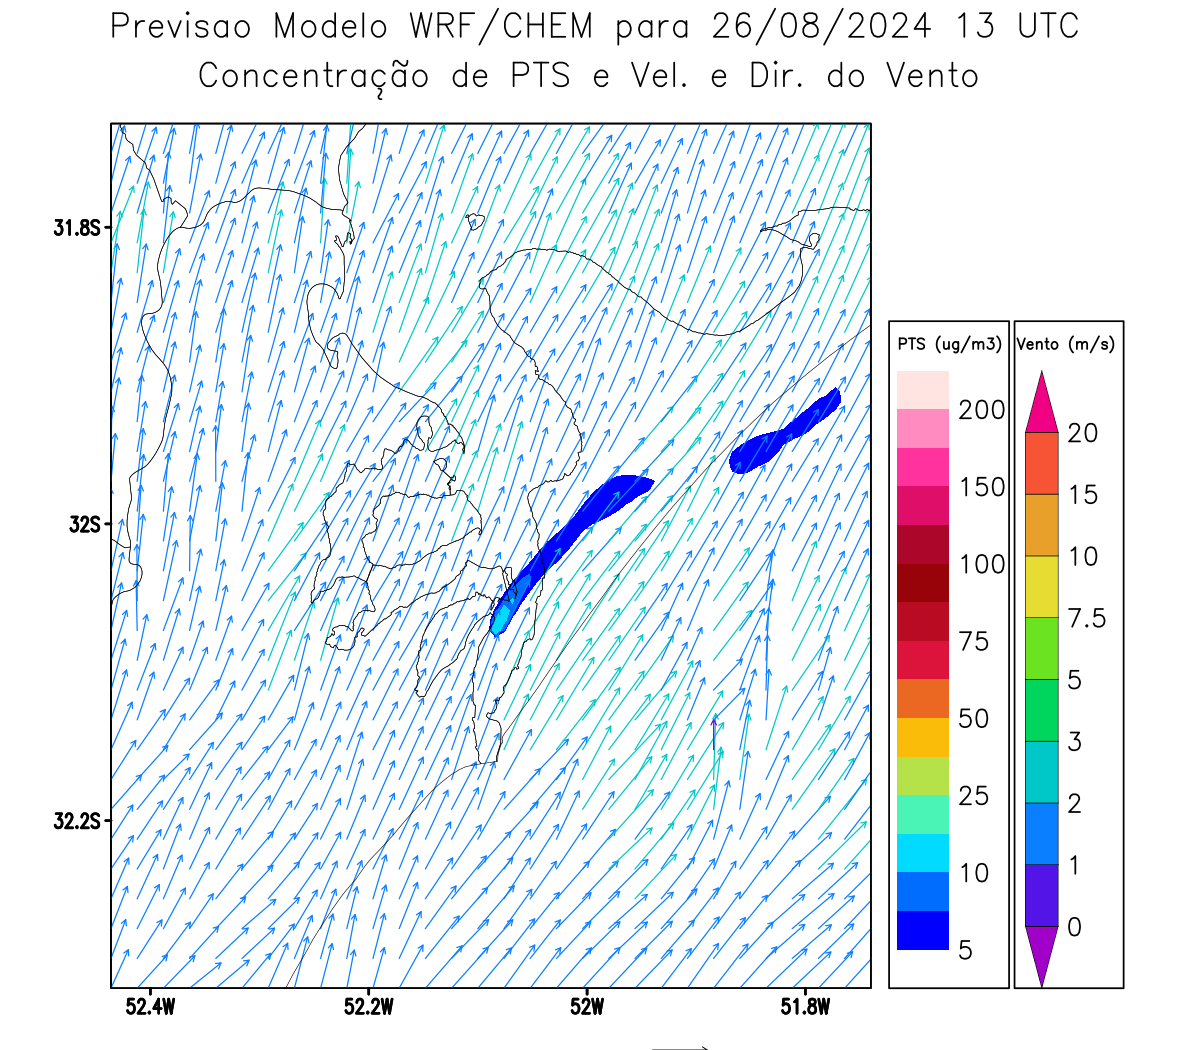 Previsao Modelo WRF/CHEM para 26/08/2024 13 UTC
Concentração de PTS e Vel. e Dir. do Vento
31.8S
32S
32.2S
52.4W
52.2W
52W
51.8W
PTS (ug/m3)
200
150
100
75
50
25
10
5
Vento (m/s)
20
15
10
7.5
5
3
2
1
0